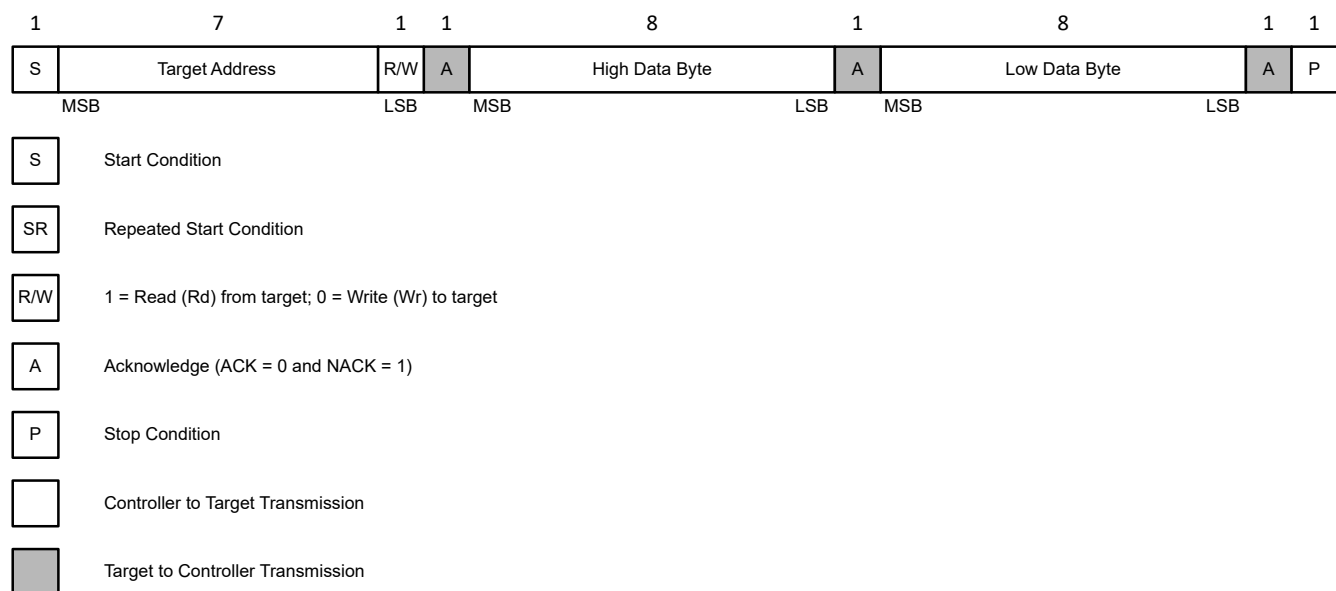 1 7 1 1 8 1 8 1 1
S Target Address R/W A High Data Byte A Low Data Byte A P
MSB LSB MSB LSB MSB LSB
S Start Condition
SR Repeated Start Condition
R/W 1 = Read (Rd) from target; 0 = Write (Wr) to target
A Acknowledge (ACK = 0 and NACK = 1)
P Stop Condition
Controller to Target Transmission
Target to Controller Transmission